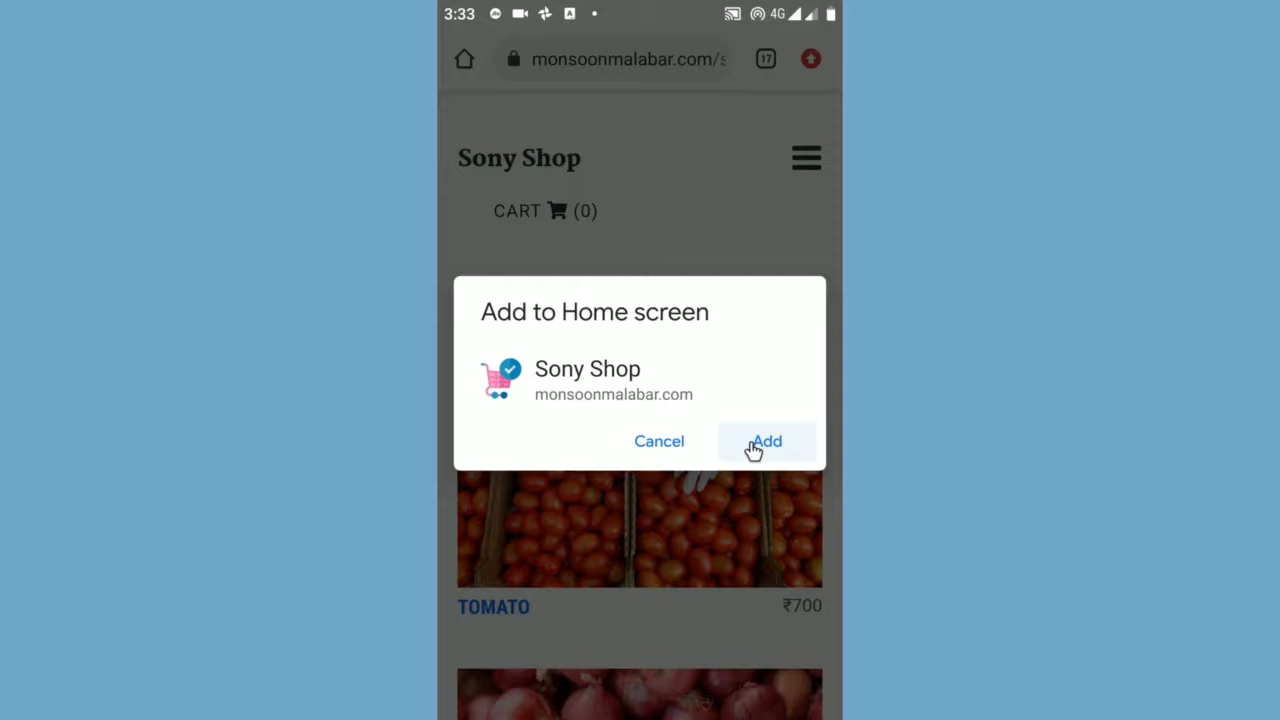 3:33 4G
monsoonmalabar.com/s 17
Sony Shop
CART (0)
Add to Home screen
Sony Shop
monsoonmalabar.com
Cancel Add
TOMATO ₹700